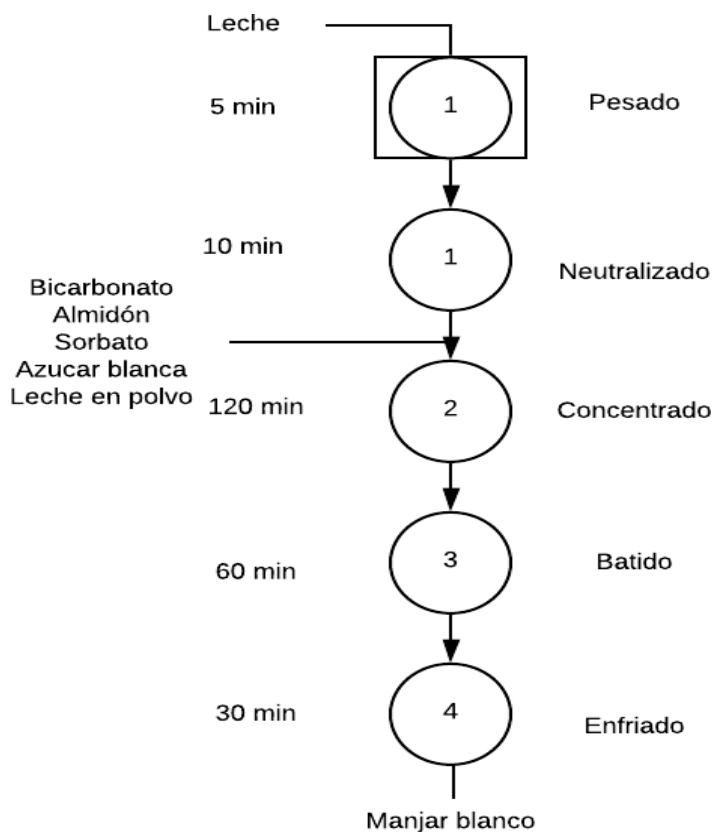 Leche
5 min
1
Pesado
10 min
1
Neutralizado
Bicarbonato
Almidón
Sorbato
Azucar blanca
Leche en polvo
120 min
2
Concentrado
60 min
3
Batido
30 min
4
Enfriado
Manjar blanco